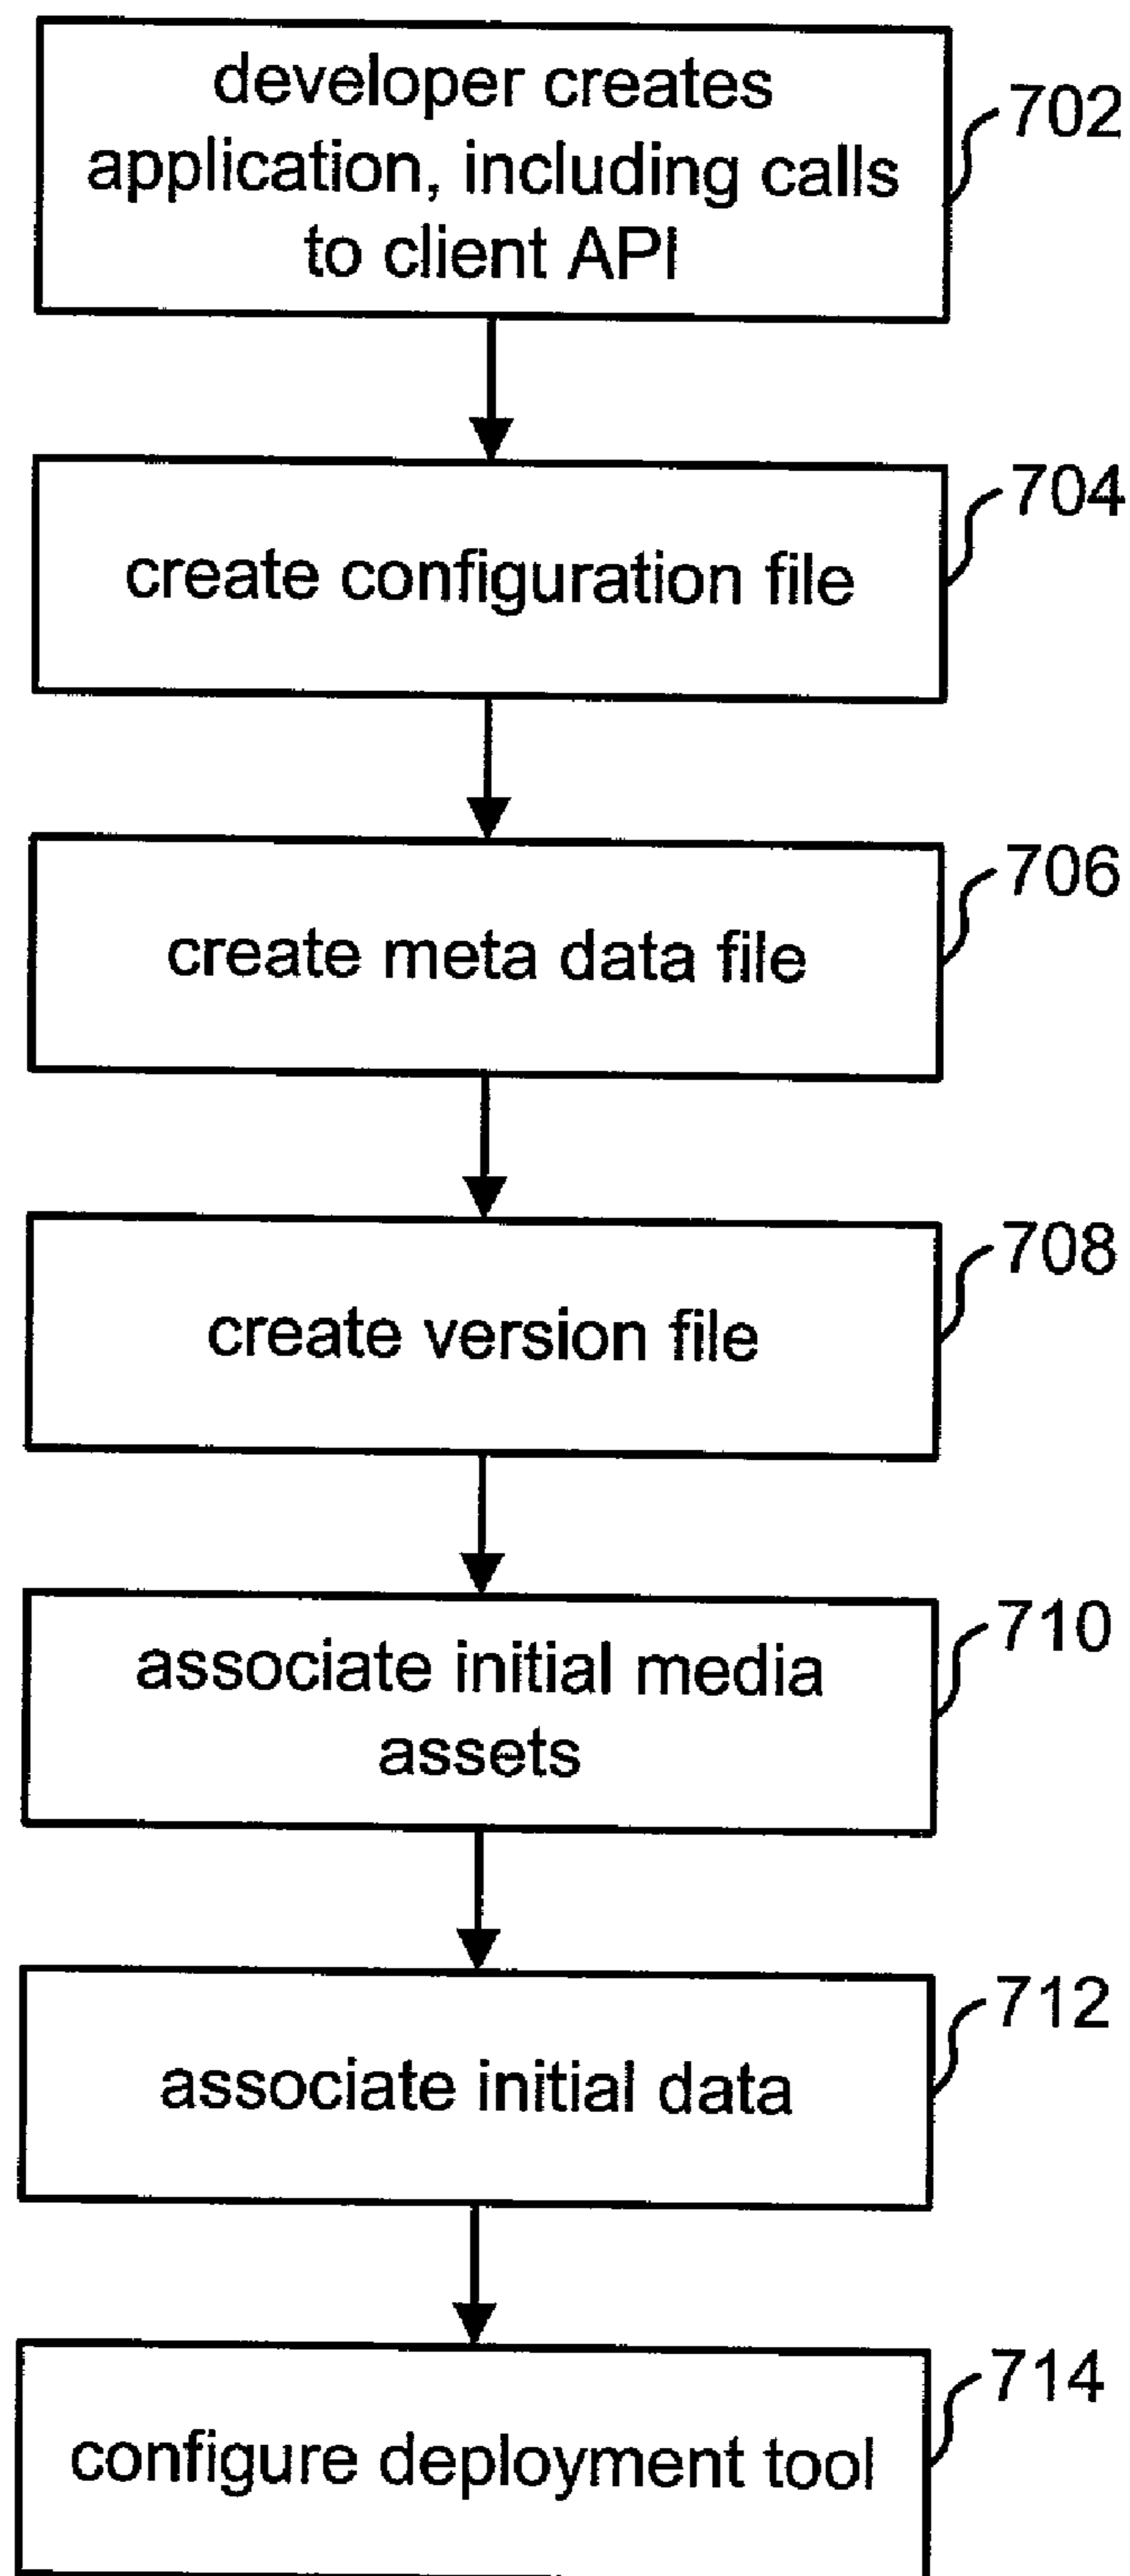 developer creates
application, including calls
to client API
702
create configuration file
704
create meta data file
706
create version file
708
associate initial media
assets
710
associate initial data
712
configure deployment tool
714